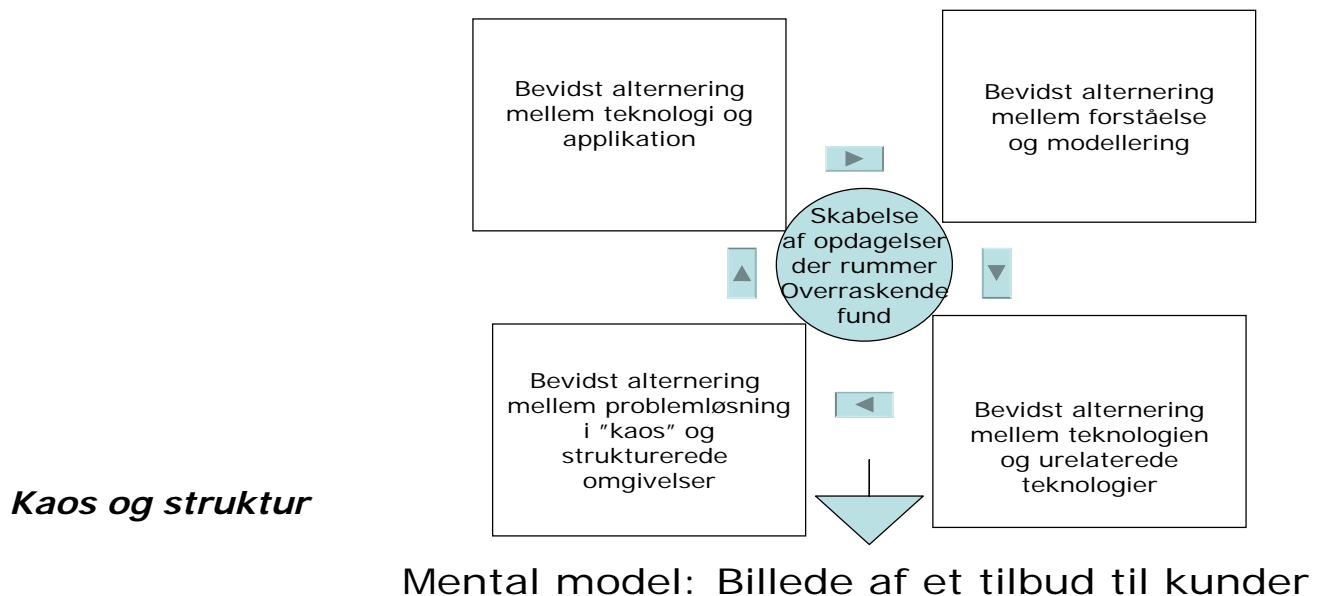 Bevidst alternering
mellem teknologi og
applikation
Bevidst alternering
mellem forståelse
og modellering
Skabelse
af opdagelser
der rummer
Overraskende
fund
Bevidst alternering
mellem problemløsning
i "kaos" og
strukturerede
omgivelser
Bevidst alternering
mellem teknologien
og urelaterede
teknologier
Kaos og struktur
Mental model: Billede af et tilbud til kunder